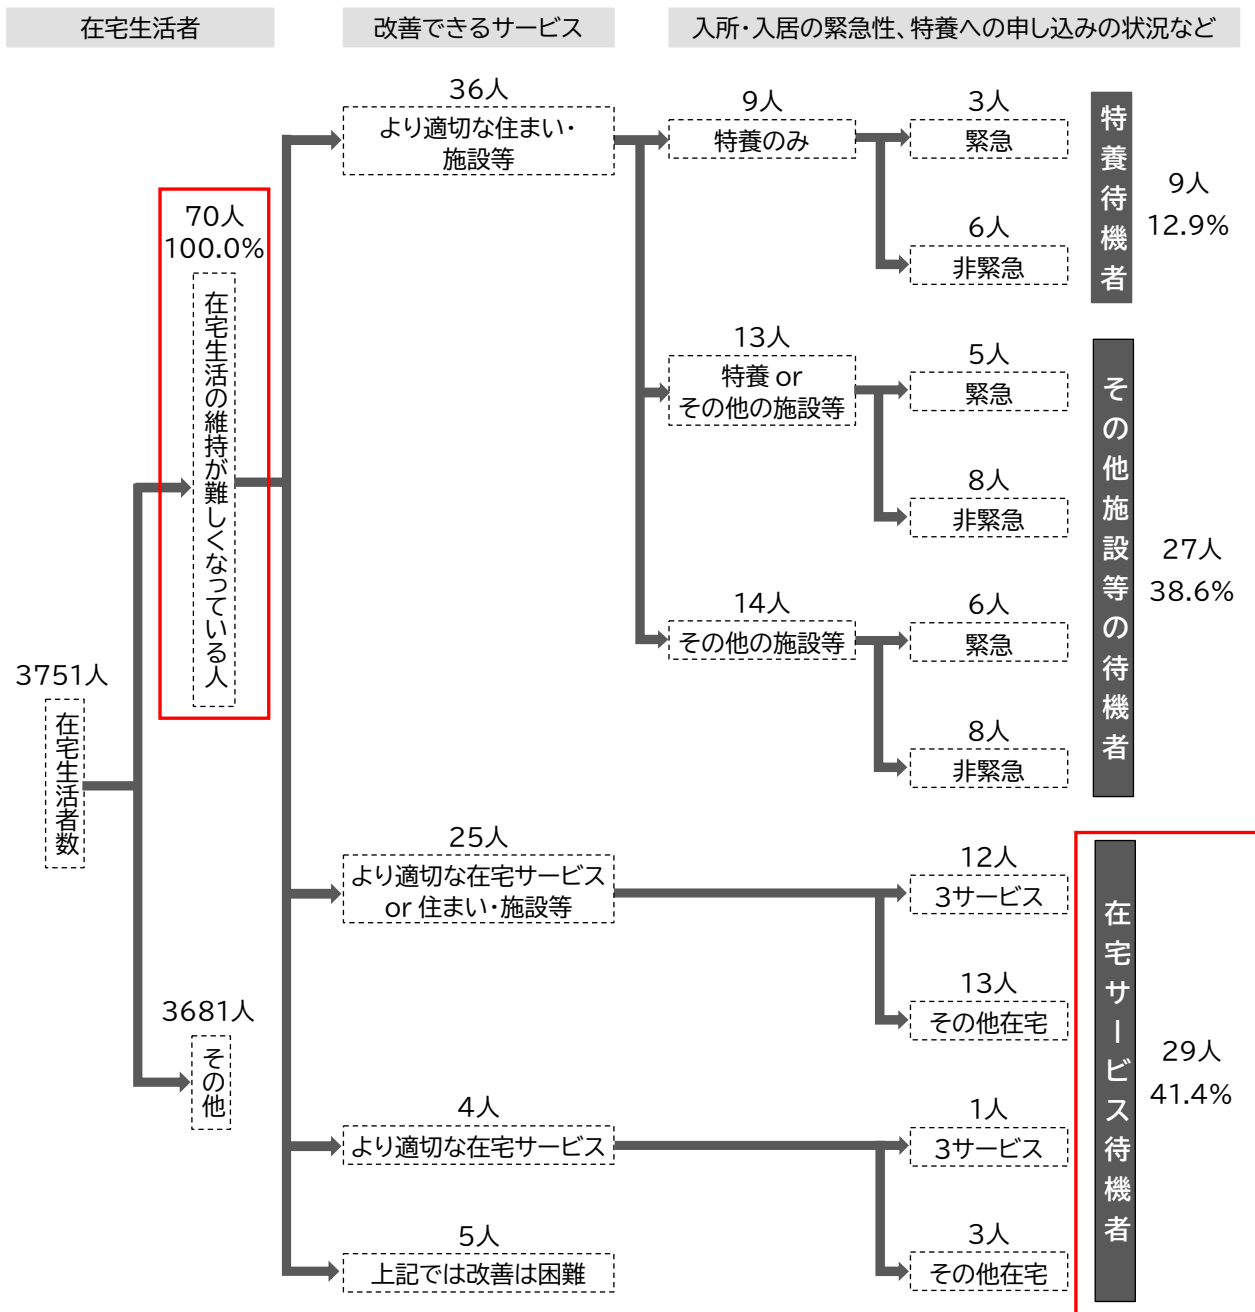 在宅生活者
改善できるサービス
入所・入居の緊急性、特養への申し込みの状況など
3751人
在宅生活者数
70人
100.0%
在宅生活の維持が難しくなっている人
3681人
その他
36人
より適切な住まい・
施設等
9人
特養のみ
3人
緊急
6人
非緊急
13人
特養 or
その他の施設等
5人
緊急
8人
非緊急
14人
その他の施設等
6人
緊急
8人
非緊急
25人
より適切な在宅サービス
or 住まい・施設等
12人
3サービス
13人
その他在宅
4人
より適切な在宅サービス
1人
3サービス
3人
その他在宅
5人
上記では改善は困難
特養待機者
9人
12.9%
その他施設等の待機者
27人
38.6%
在宅サービス待機者
29人
41.4%